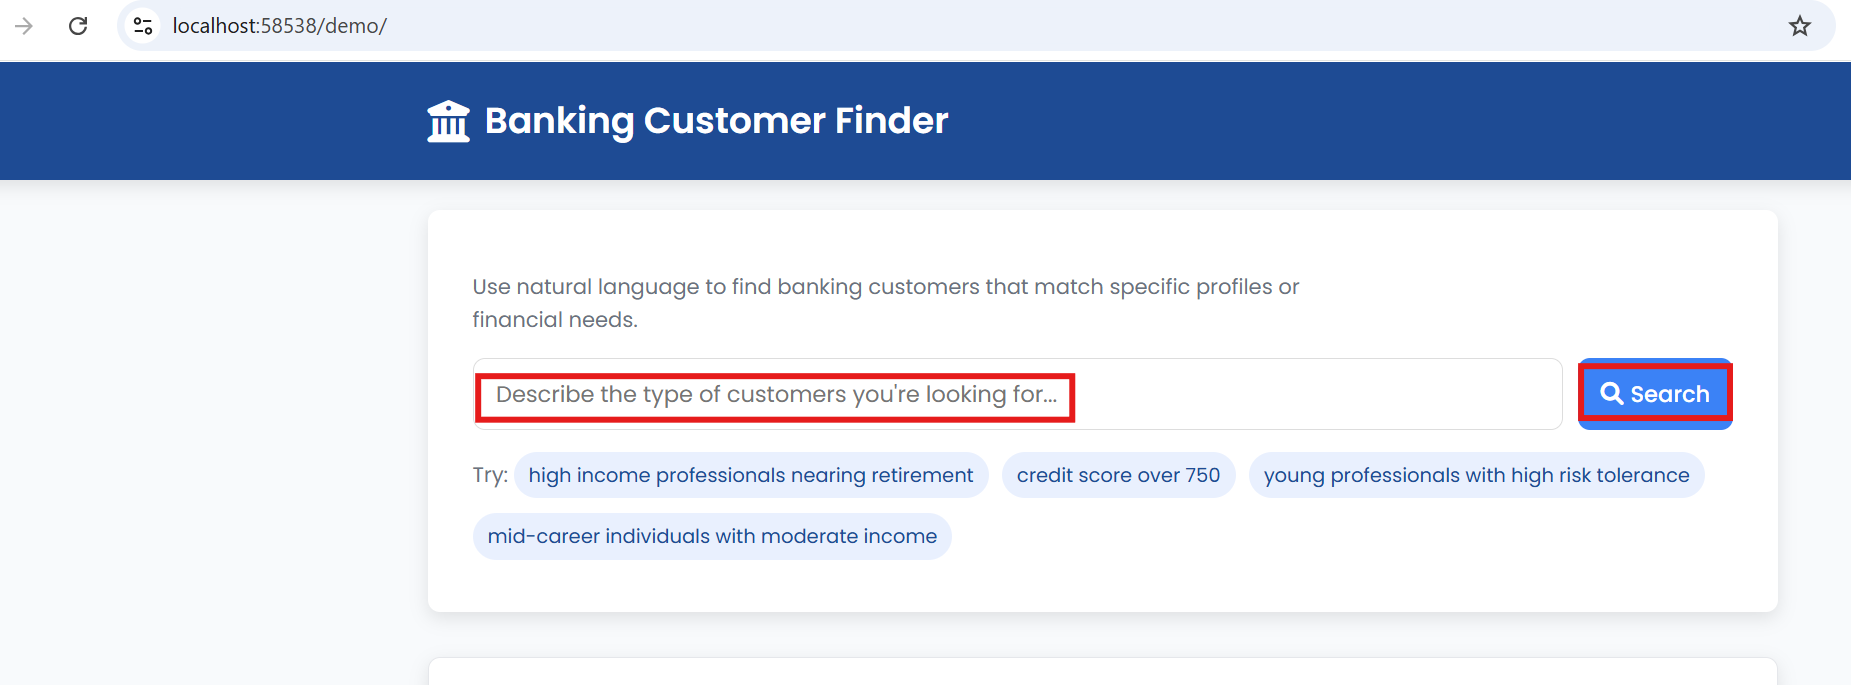 localhost:58538/demo/
Banking Customer Finder
Use natural language to find banking customers that match specific profiles or
financial needs.
Describe the type of customers you're looking for...
Search
Try: high income professionals nearing retirement credit score over 750 young professionals with high risk tolerance
mid-career individuals with moderate income